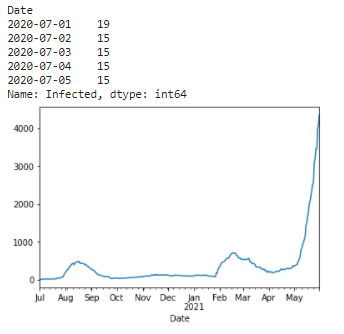 Date
2020-07-01    19
2020-07-02    15
2020-07-03    15
2020-07-04    15
2020-07-05    15
Name: Infected, dtype: int64
4000
3000
2000
1000
0
Jul Aug Sep Oct Nov Dec Jan Feb Mar Apr May
2021
Date